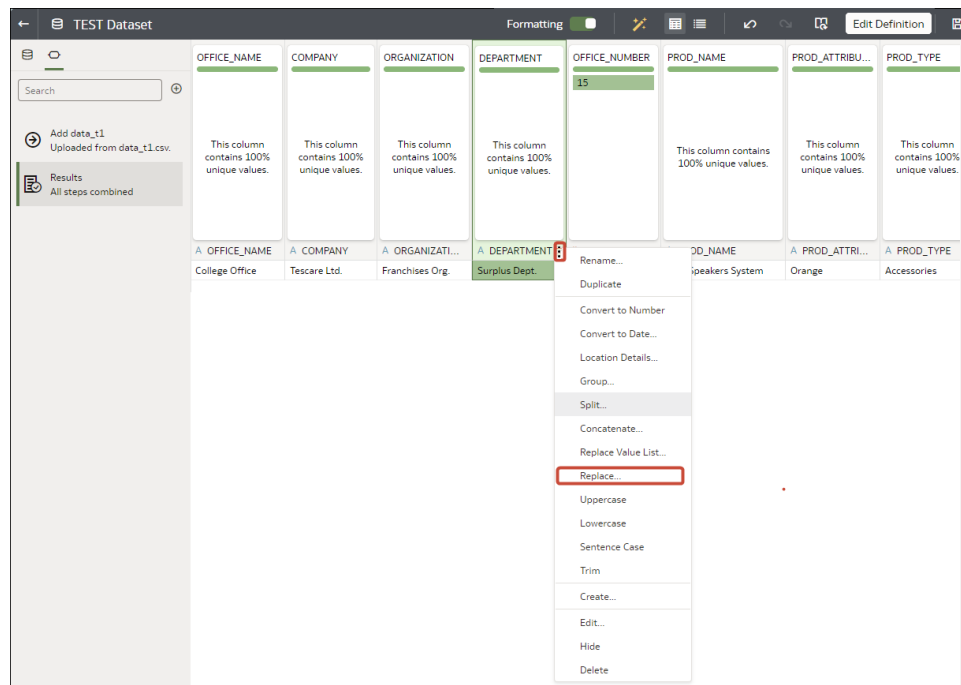 TEST Dataset
Formatting
Edit Definition
Search
Add data_t1
Uploaded from data_t1.csv.
Results
All steps combined
OFFICE_NAME COMPANY ORGANIZATION DEPARTMENT OFFICE_NUMBER PROD_NAME PROD_ATTRIBU... PROD_TYPE
15
This column
contains 100%
unique values.
This column
contains 100%
unique values.
This column
contains 100%
unique values.
This column
contains 100%
unique values.
This column contains
100% unique values.
This column
contains 100%
unique values.
This column
contains 100%
unique values.
A OFFICE_NAME A COMPANY A ORGANIZATI... A DEPARTMENT OD_NAME A PROD_ATTRI... A PROD_TYPE
College Office Tescare Ltd. Franchises Org. Surplus Dept. Speakers System Orange Accessories
Rename...
Duplicate
Convert to Number
Convert to Date...
Location Details...
Group...
Split...
Concatenate...
Replace Value List...
Replace...
Uppercase
Lowercase
Sentence Case
Trim
Create...
Edit...
Hide
Delete